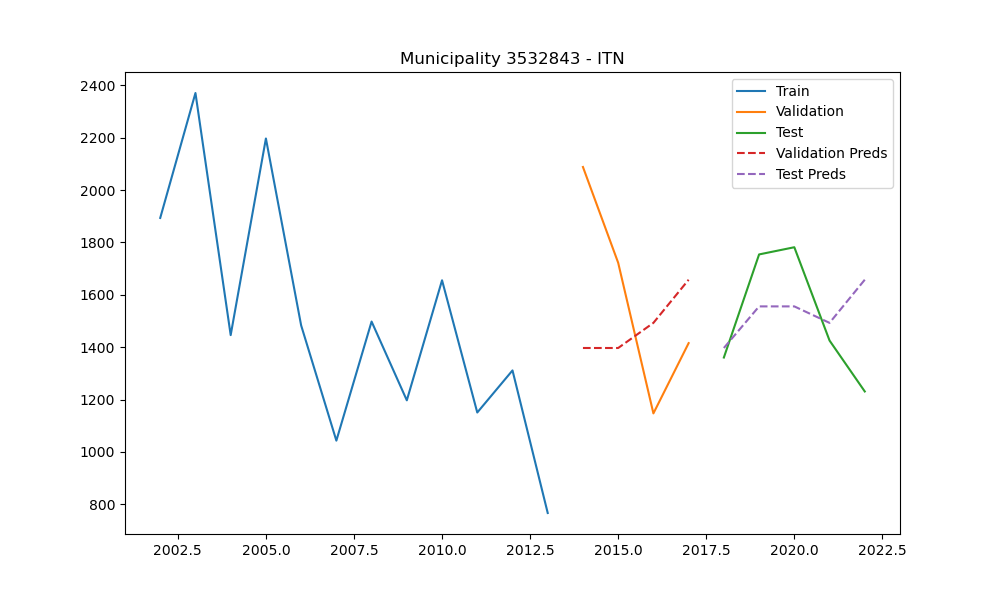 Municipality 3532843 - ITN
2400
2200
2000
1800
1600
1400
1200
1000
800
2002.5 2005.0 2007.5 2010.0 2012.5 2015.0 2017.5 2020.0 2022.5
Train
Validation
Test
Validation Preds
Test Preds